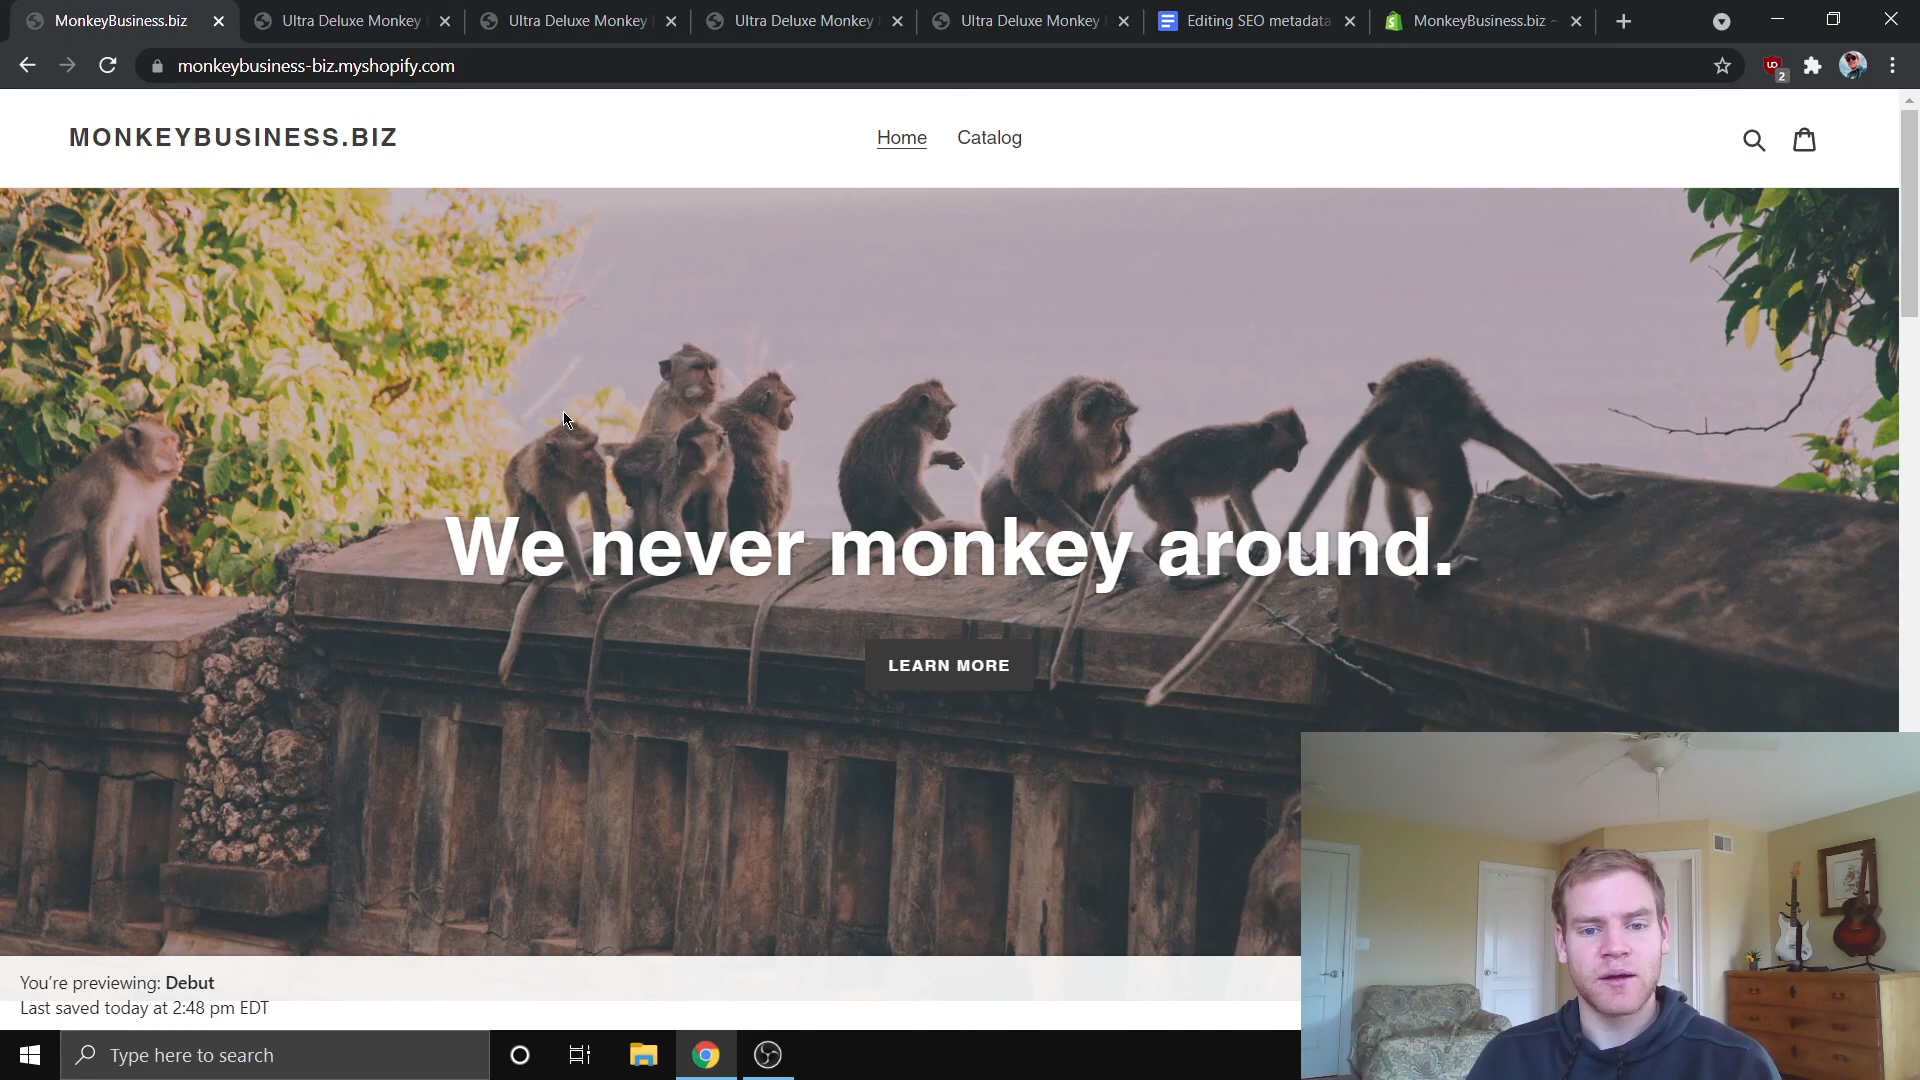 MonkeyBusiness.biz
Ultra Deluxe Monkey
Ultra Deluxe Monkey
Ultra Deluxe Monkey
Ultra Deluxe Monkey
Editing SEO metadata
MonkeyBusiness.biz ~
monkeybusiness-biz.myshopify.com
2
MONKEYBUSINESS.BIZ
Home
Catalog
We never monkey around.
LEARN MORE
You're previewing: Debut
Last saved today at 2:48 pm EDT
Type here to search